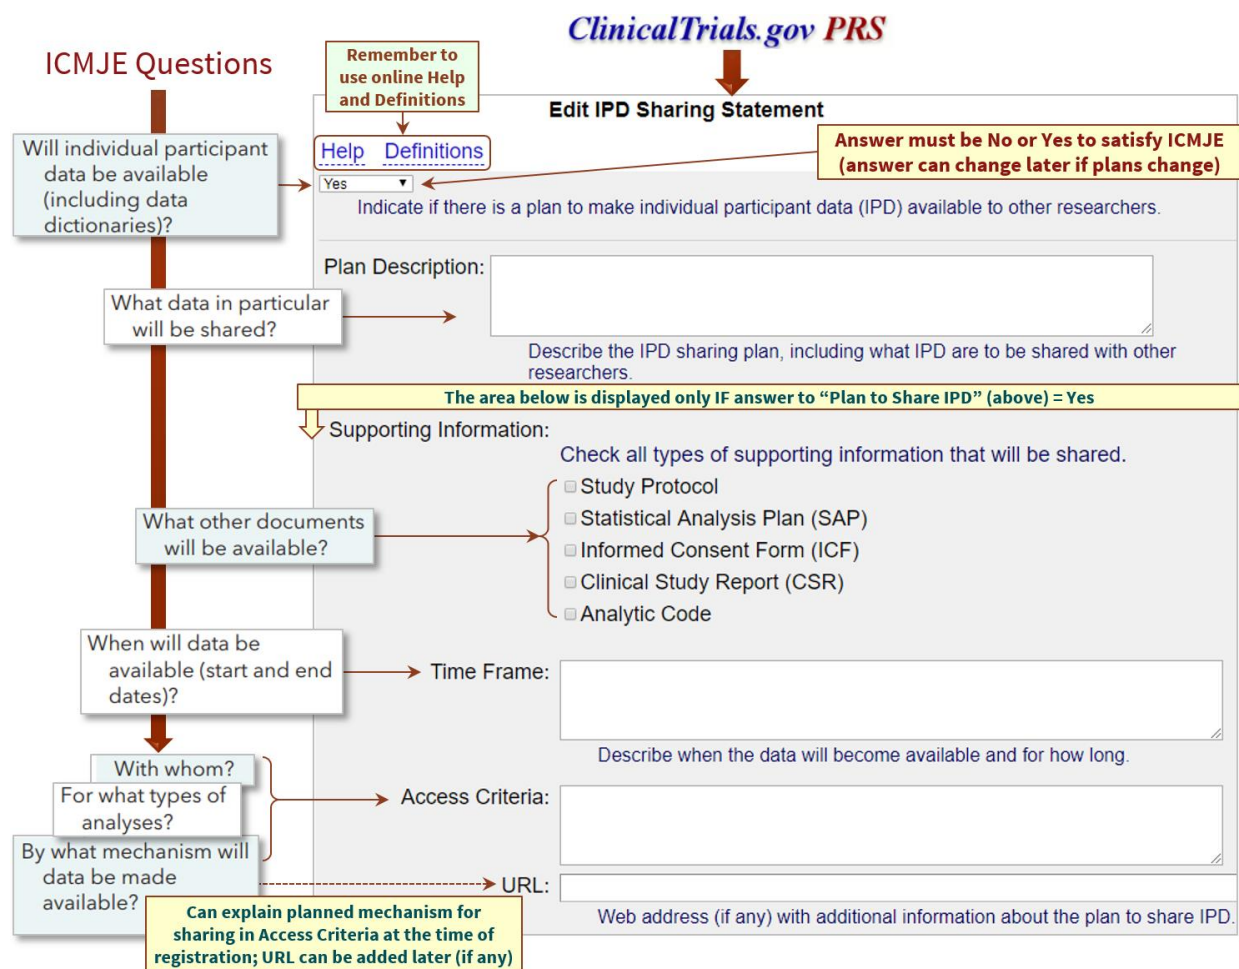 ClinicalTrials.gov PRS
ICMJE Questions
Remember to
use online Help
and Definitions
Edit IPD Sharing Statement
Help Definitions
Answer must be No or Yes to satisfy ICMJE
(answer can change later if plans change)
Will individual participant
data be available
(including data
dictionaries)?
Yes
Indicate if there is a plan to make individual participant data (IPD) available to other researchers.
Plan Description:
What data in particular
will be shared?
Describe the IPD sharing plan, including what IPD are to be shared with other
researchers.
The area below is displayed only IF answer to “Plan to Share IPD” (above) = Yes
Supporting Information:
Check all types of supporting information that will be shared.
Study Protocol
Statistical Analysis Plan (SAP)
Informed Consent Form (ICF)
Clinical Study Report (CSR)
Analytic Code
What other documents
will be available?
When will data be
available (start and end
dates)?
Time Frame:
Describe when the data will become available and for how long.
With whom?
For what types of
analyses?
By what mechanism will
data be made
available?
Access Criteria:
URL:
Web address (if any) with additional information about the plan to share IPD.
Can explain planned mechanism for
sharing in Access Criteria at the time of
registration; URL can be added later (if any)